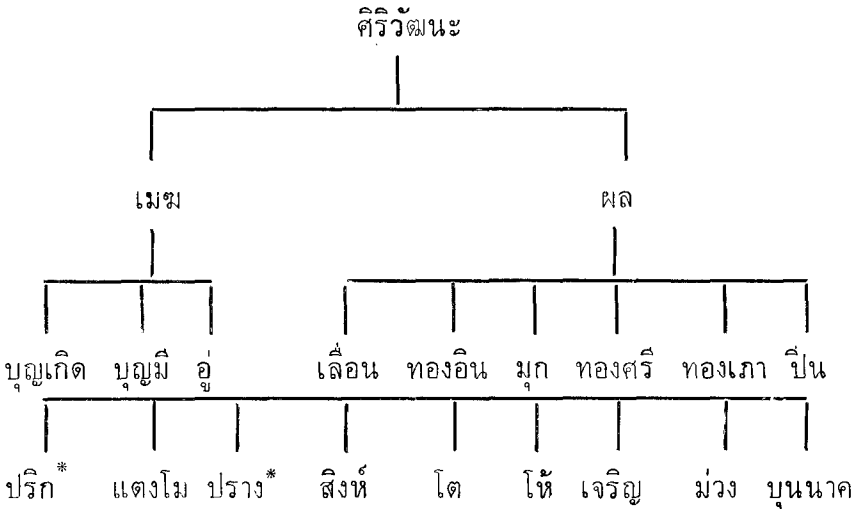 ศิริวัฒนะ
เมฆ ผล
บุญเกิด บุญมี อู่ เลื่อน ทองอิน มุก ทองศรี ทองเภา ปิ่น
ปริก* แตงโม ปราง* สิงห์ โต โห้ เจริญ ม่วง บุนนาค